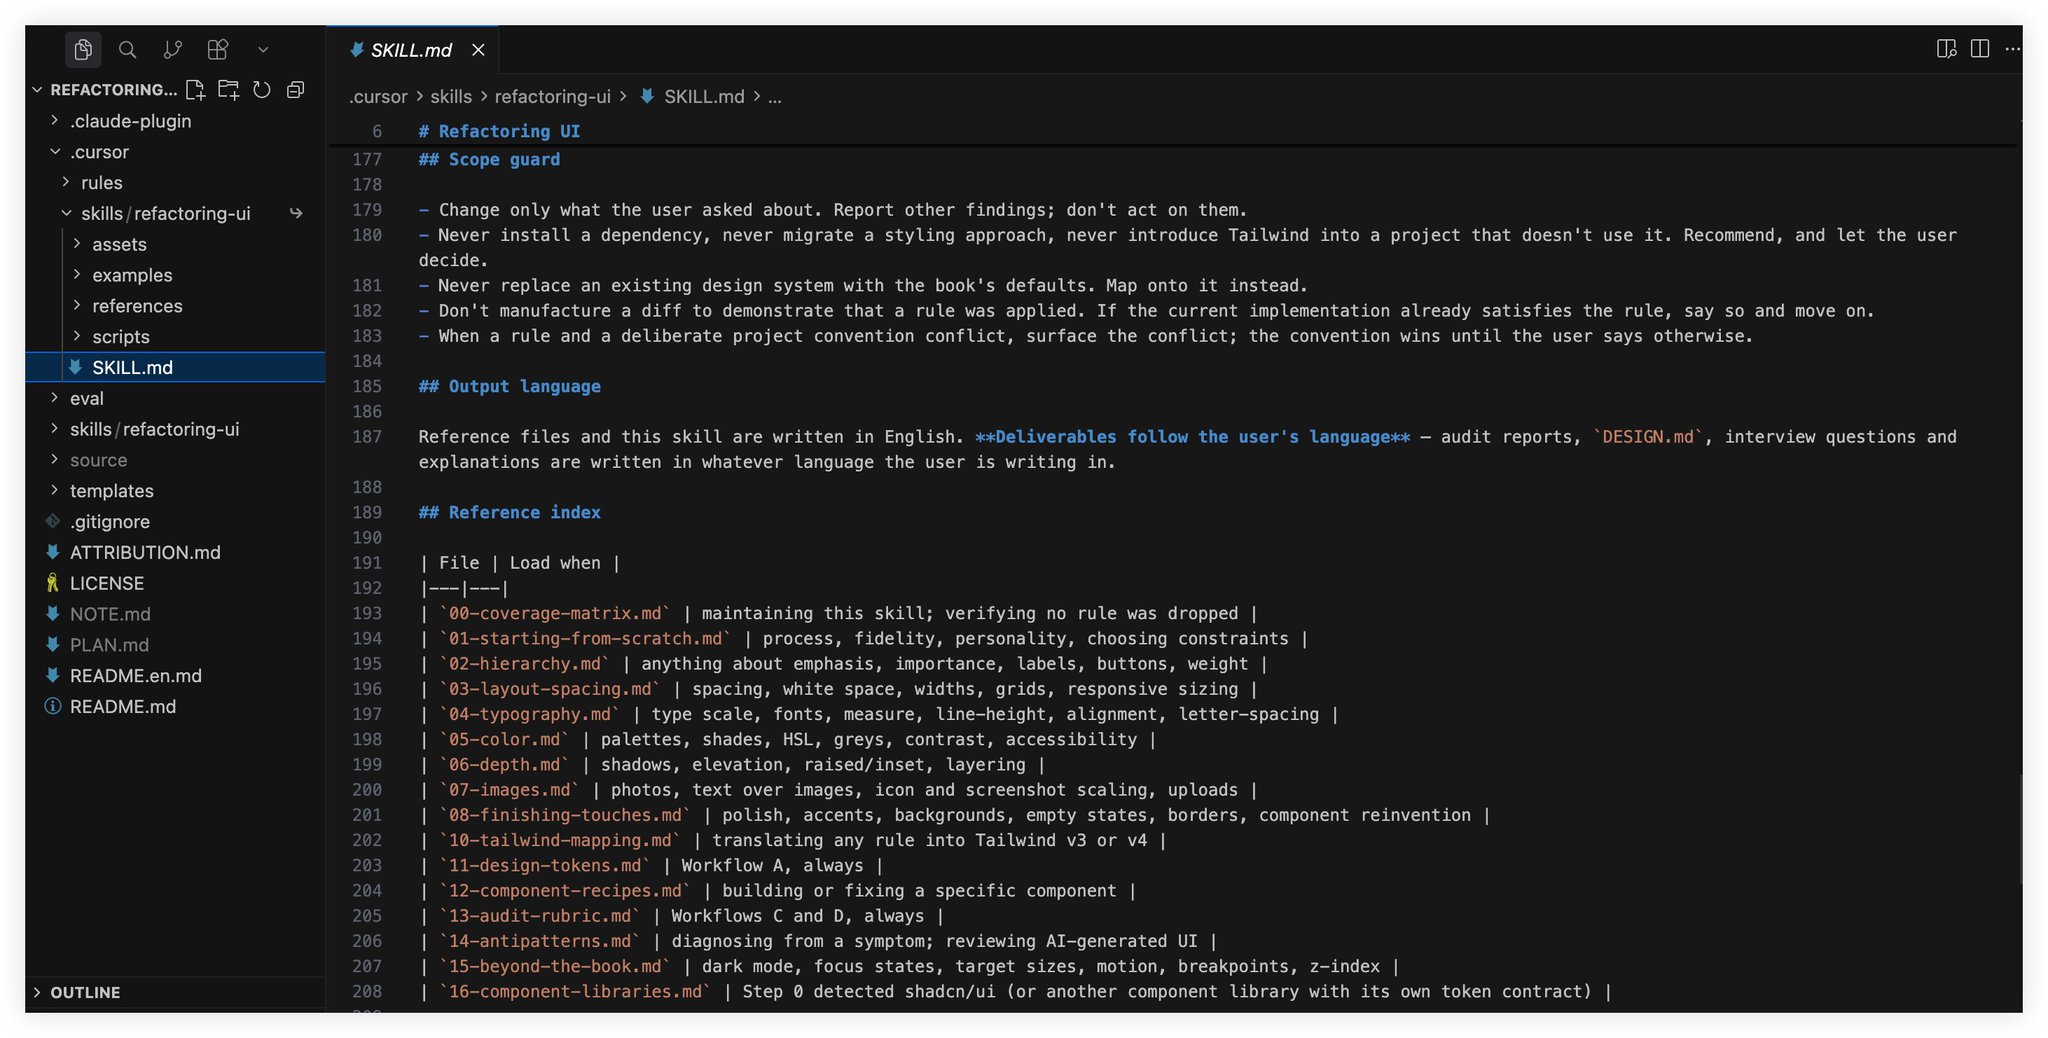 REFACTORING...
.claude-plugin
.cursor
rules
skills/refactoring-ui
assets
examples
references
scripts
SKILL.md
eval
skills/refactoring-ui
source
templates
.gitignore
ATTRIBUTION.md
LICENSE
NOTE.md
PLAN.md
README.en.md
README.md
OUTLINE
SKILL.md
.cursor > skills > refactoring-ui > SKILL.md > ...
6 # Refactoring UI
177 ## Scope guard
178
179 - Change only what the user asked about. Report other findings; don't act on them.
180 - Never install a dependency, never migrate a styling approach, never introduce Tailwind into a project that doesn't use it. Recommend, and let the user
decide.
181 - Never replace an existing design system with the book's defaults. Map onto it instead.
182 - Don't manufacture a diff to demonstrate that a rule was applied. If the current implementation already satisfies the rule, say so and move on.
183 - When a rule and a deliberate project convention conflict, surface the conflict; the convention wins until the user says otherwise.
184
185 ## Output language
186
187 Reference files and this skill are written in English. **Deliverables follow the user's language** — audit reports, `DESIGN.md`, interview questions and
explanations are written in whatever language the user is writing in.
188
189 ## Reference index
190
191 | File | Load when |
192 |---|---|
193 | `00-coverage-matrix.md` | maintaining this skill; verifying no rule was dropped |
194 | `01-starting-from-scratch.md` | process, fidelity, personality, choosing constraints |
195 | `02-hierarchy.md` | anything about emphasis, importance, labels, buttons, weight |
196 | `03-layout-spacing.md` | spacing, white space, widths, grids, responsive sizing |
197 | `04-typography.md` | type scale, fonts, measure, line-height, alignment, letter-spacing |
198 | `05-color.md` | palettes, shades, HSL, greys, contrast, accessibility |
199 | `06-depth.md` | shadows, elevation, raised/inset, layering |
200 | `07-images.md` | photos, text over images, icon and screenshot scaling, uploads |
201 | `08-finishing-touches.md` | polish, accents, backgrounds, empty states, borders, component reinvention |
202 | `10-tailwind-mapping.md` | translating any rule into Tailwind v3 or v4 |
203 | `11-design-tokens.md` | Workflow A, always |
204 | `12-component-recipes.md` | building or fixing a specific component |
205 | `13-audit-rubric.md` | Workflows C and D, always |
206 | `14-antipatterns.md` | diagnosing from a symptom; reviewing AI-generated UI |
207 | `15-beyond-the-book.md` | dark mode, focus states, target sizes, motion, breakpoints, z-index |
208 | `16-component-libraries.md` | Step 0 detected shadcn/ui (or another component library with its own token contract) |